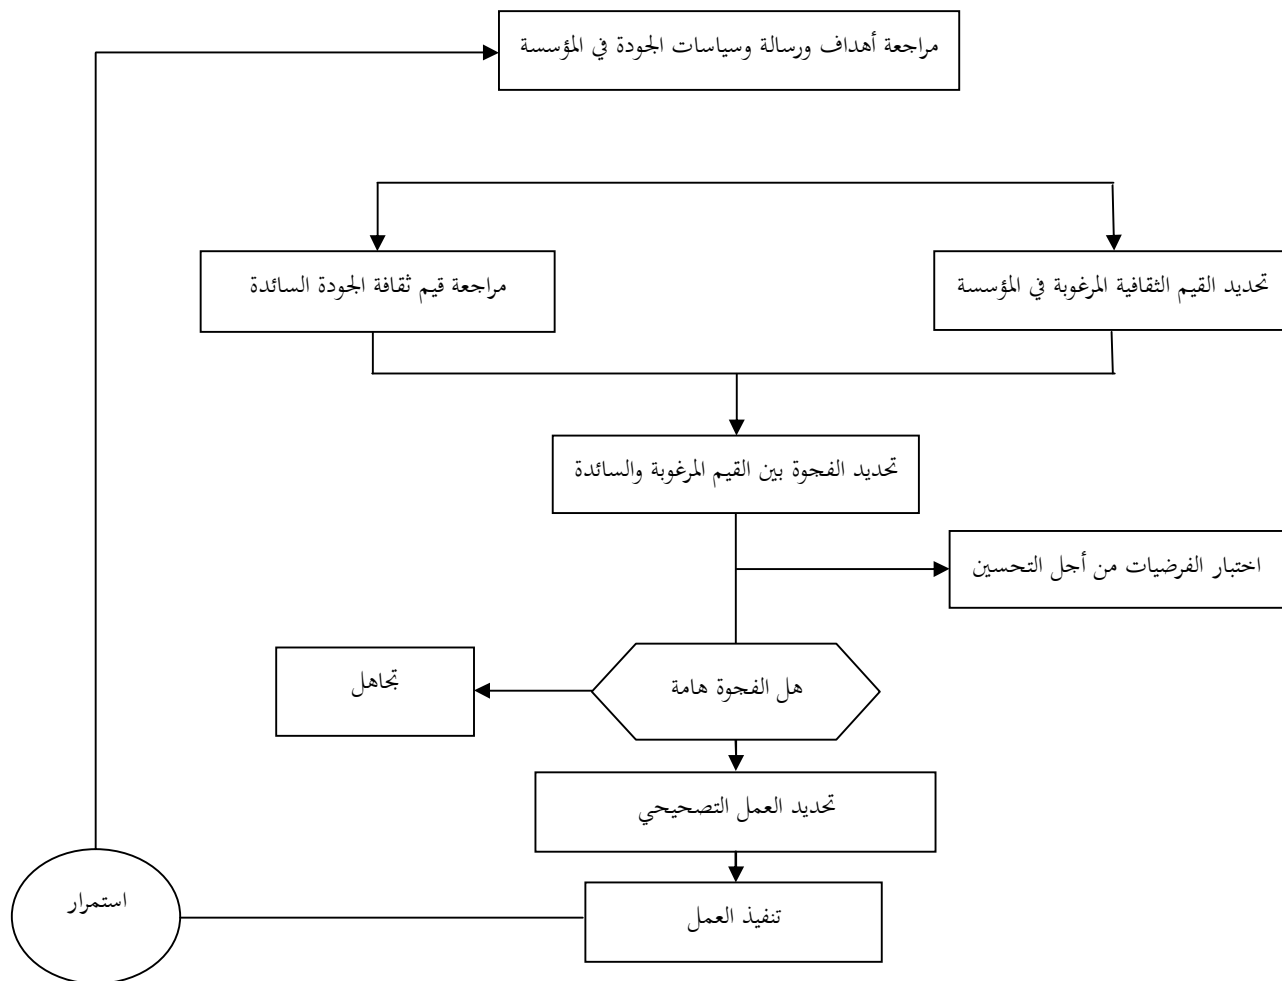 مراجعة أهداف ورسالة وسياسات الجودة في المؤسسة
تحديد القيم الثقافية المرغوبة في المؤسسة
مراجعة قيم ثقافة الجودة السائدة
تحديد الفجوة بين القيم المرغوبة والسائدة
اختبار الفرضيات من أجل التحسين
هل الفجوة هامة
تجاهل
تحديد العمل التصحيحي
تنفيذ العمل
استمرار